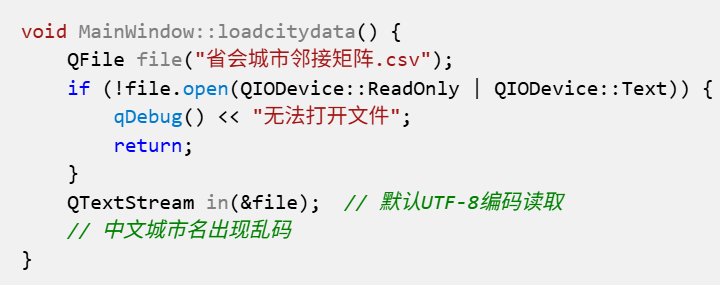 void MainWindow::loadcitydata() {
    QFile file("省会城市邻接矩阵.csv");
    if (!file.open(QIODevice::ReadOnly | QIODevice::Text)) {
        qDebug() << "无法打开文件";
        return;
    }
    QTextStream in(&file);  // 默认UTF-8编码读取
    // 中文城市名出现乱码
}